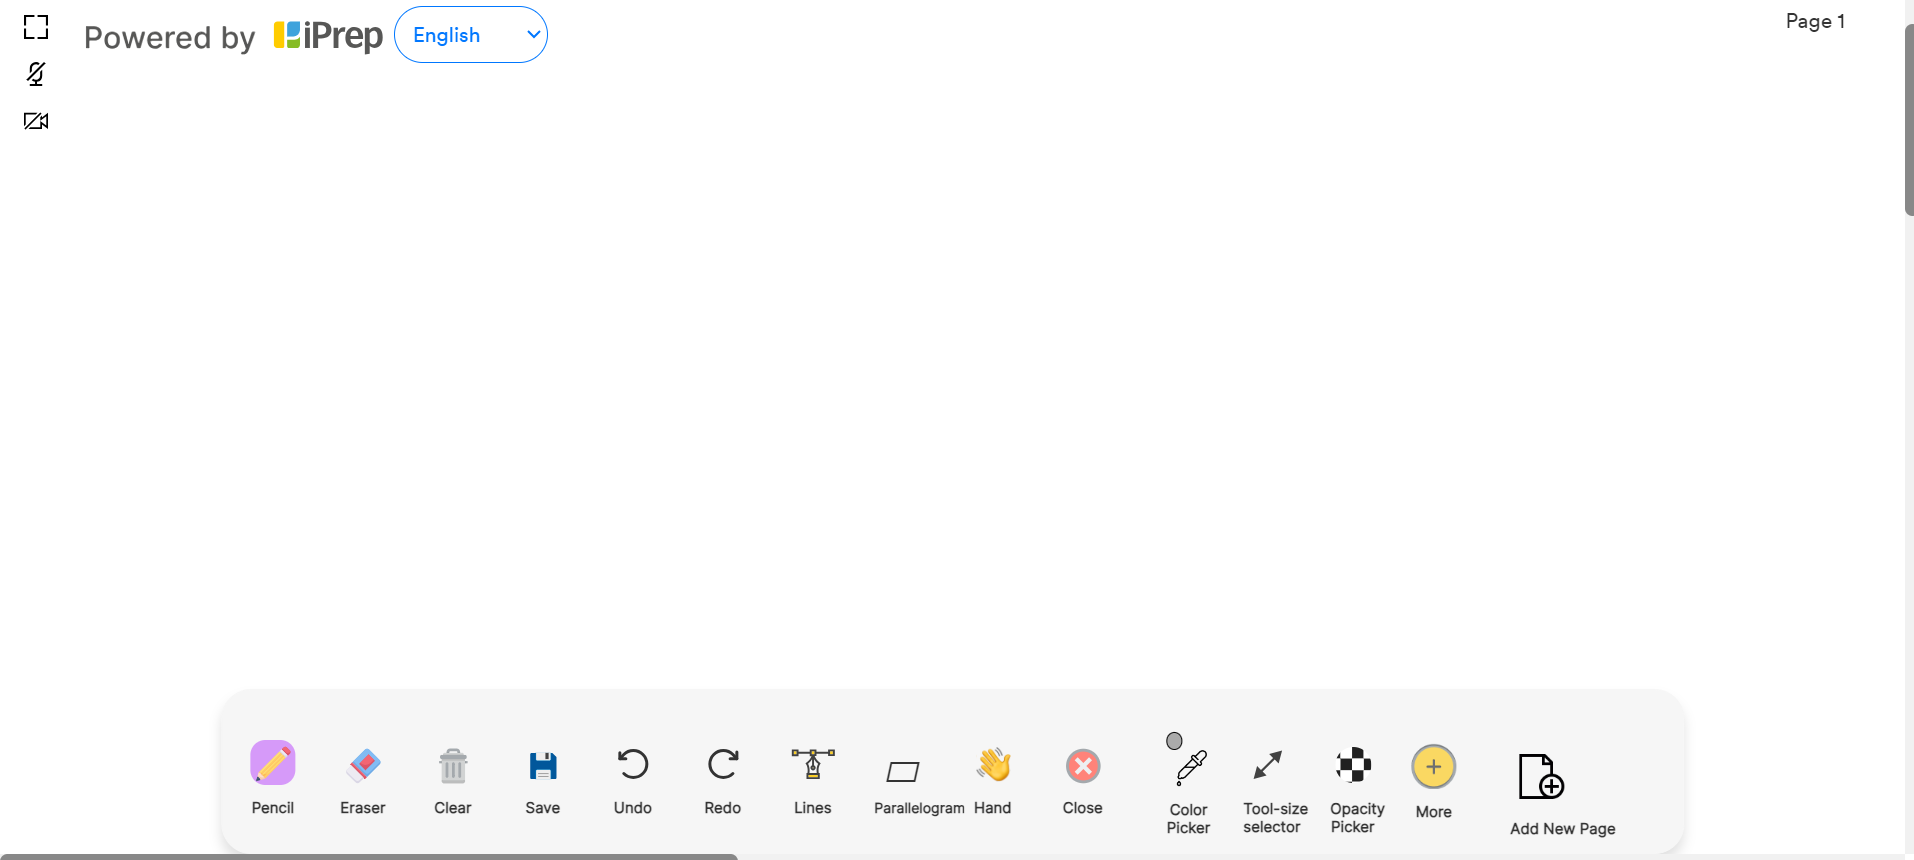 Powered by iPrep English
Page 1
Pencil Eraser Clear Save Undo Redo Lines Parallelogram Hand Close
Color Picker
Tool-size selector
Opacity Picker
More
Add New Page